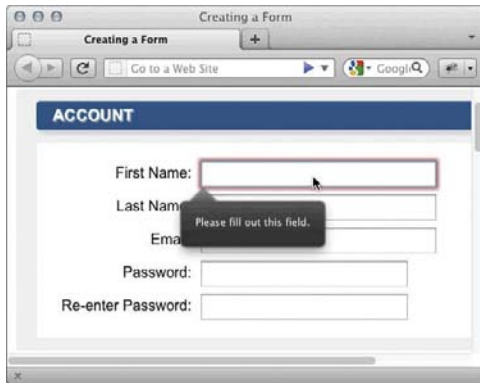 Creating a Form
Creating a Form
Go to a Web Site
Googl
ACCOUNT
First Name:
Last Nam
Please fill out this field.
Ema
Password:
Re-enter Password: